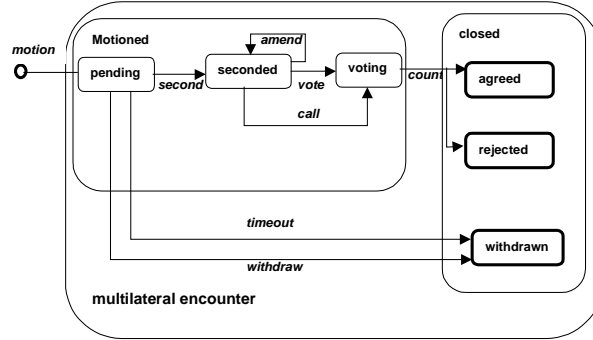 motion
Motioned
closed
amend
pending
seconded
voting
second
vote
count
agreed
call
rejected
timeout
withdrawn
withdraw
multilateral encounter